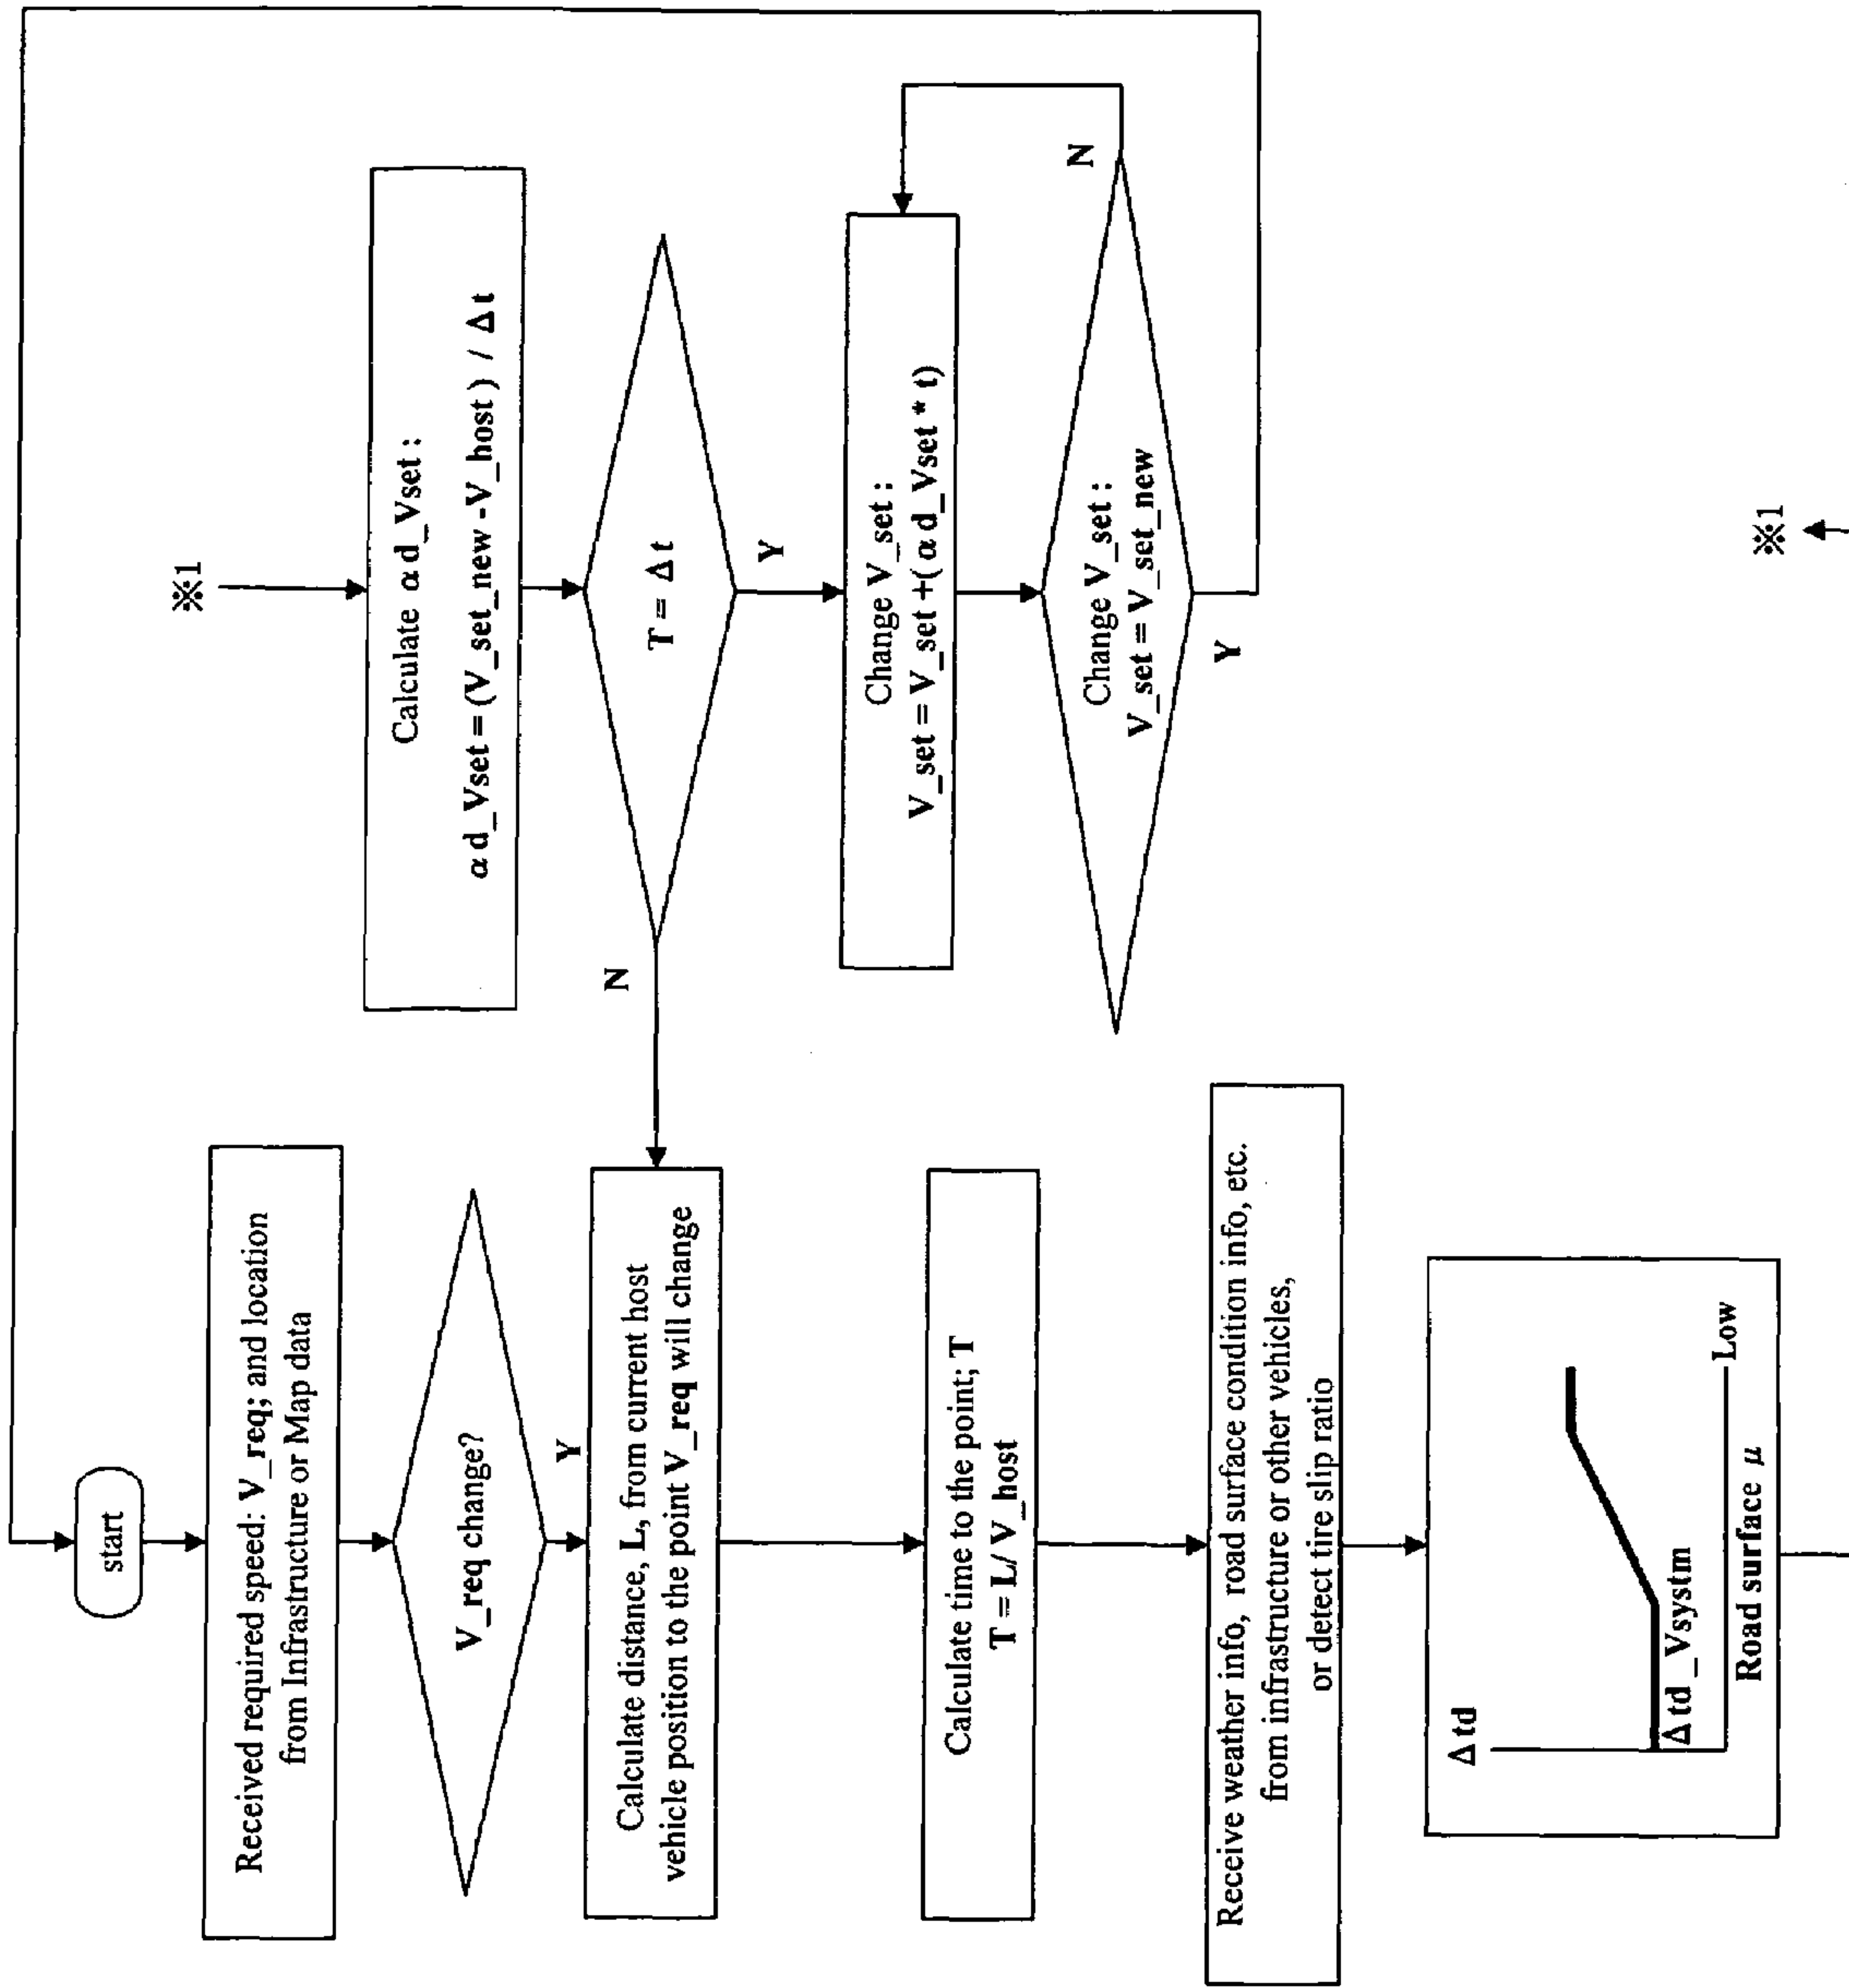 start
Received required speed: V_req; and location
from Infrastructure or Map data
V_req change?
Y
Calculate distance, L, from current host
vehicle position to the point V_req will change
Calculate time to the point; T
T = L/ V_host
Receive weather info, road surface condition info, etc.
from infrastructure or other vehicles,
or detect tire slip ratio
Δtd
Δtd_Vsystm
Low
Road surface μ
※1
※1
Calculate αd_Vset :
αd_Vset = (V_set_new -V_host ) / Δt
T = Δt
N
Y
Change V_set :
V_set = V_set +( αd_Vset * t)
Change V_set :
V_set = V_set_new
N
Y